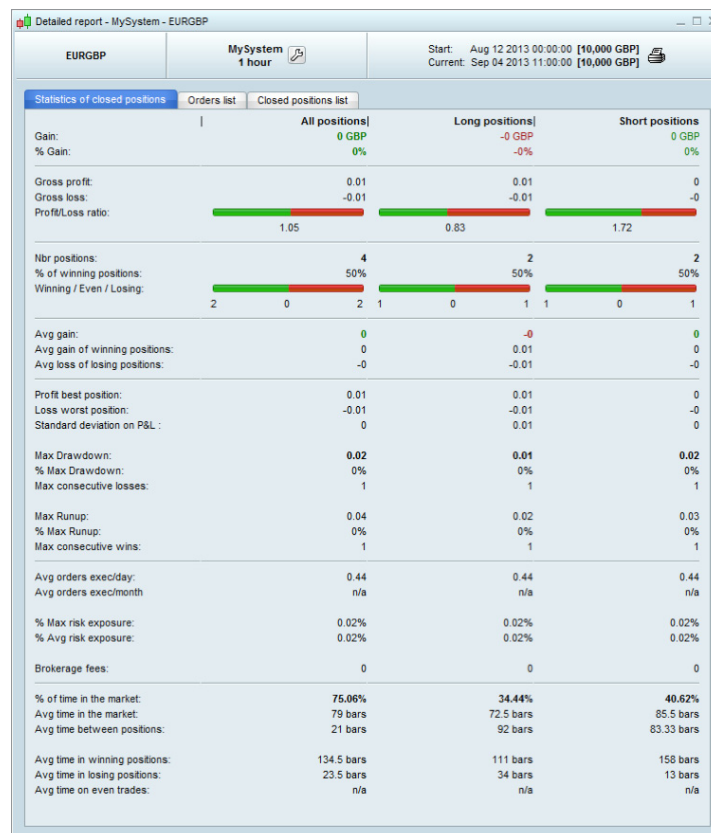 Detailed report - MySystem - EURGBP
EURGBP
MySystem
1 hour
Start: Aug 12 2013 00:00:00 [10,000 GBP]
Current: Sep 04 2013 11:00:00 [10,000 GBP]
Statistics of closed positions Orders list Closed positions list
All positions Long positions Short positions
Gain: 0 GBP -0 GBP 0 GBP
% Gain: 0% -0% 0%
Gross profit: 0.01 0.01 0
Gross loss: -0.01 -0.01 -0
Profit/Loss ratio:
1.05 0.83 1.72
Nbr positions: 4 2 2
% of winning positions: 50% 50% 50%
Winning / Even / Losing:
2 0 2 1 0 1 1 0 1
Avg gain: 0 -0 0
Avg gain of winning positions: 0 0.01 0
Avg loss of losing positions: -0 -0.01 -0
Profit best position: 0.01 0.01 0
Loss worst position: -0.01 -0.01 -0
Standard deviation on P&L : 0 0.01 0
Max Drawdown: 0.02 0.01 0.02
% Max Drawdown: 0% 0% 0%
Max consecutive losses: 1 1 1
Max Runup: 0.04 0.02 0.03
% Max Runup: 0% 0% 0%
Max consecutive wins: 1 1 1
Avg orders exec/day: 0.44 0.44 0.44
Avg orders exec/month n/a n/a n/a
% Max risk exposure: 0.02% 0.02% 0.02%
% Avg risk exposure: 0.02% 0.02% 0.02%
Brokerage fees: 0 0 0
% of time in the market: 75.06% 34.44% 40.62%
Avg time in the market: 79 bars 72.5 bars 85.5 bars
Avg time between positions: 21 bars 92 bars 83.33 bars
Avg time in winning positions: 134.5 bars 111 bars 158 bars
Avg time in losing positions: 23.5 bars 34 bars 13 bars
Avg time on even trades: n/a n/a n/a